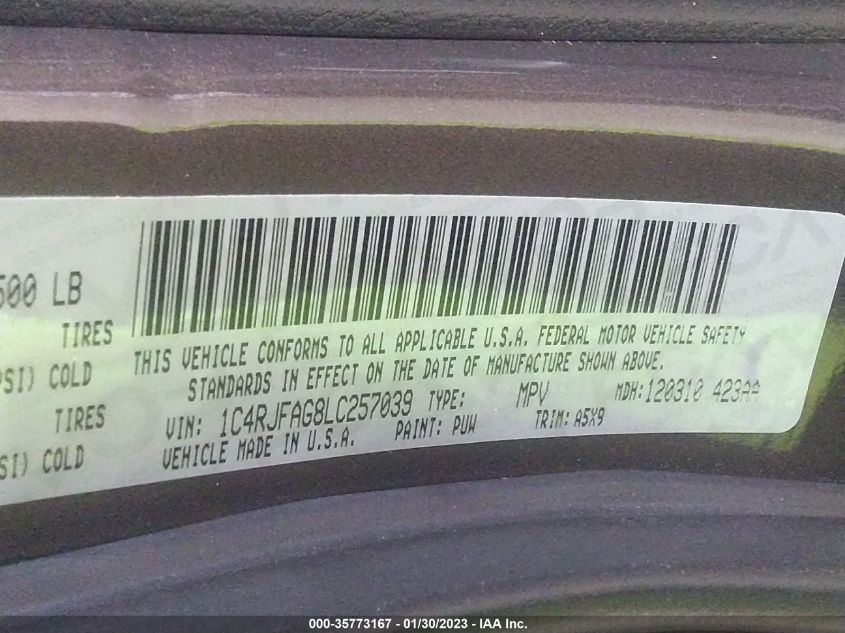 500 LB
TIRES
PSI) COLD
TIRES
PSI) COLD
THIS VEHICLE CONFORMS TO ALL APPLICABLE U.S.A. FEDERAL MOTOR VEHICLE SAFETY
STANDARDS IN EFFECT ON THE DATE OF MANUFACTURE SHOWN ABOVE.
VIN: 1C4RJFAG8LC257039 TYPE: MPV MDH:120310 423AA
VEHICLE MADE IN U.S.A. PAINT: PUW TRIM: A5X9
000-35773167 - 01/30/2023 - IAA Inc.